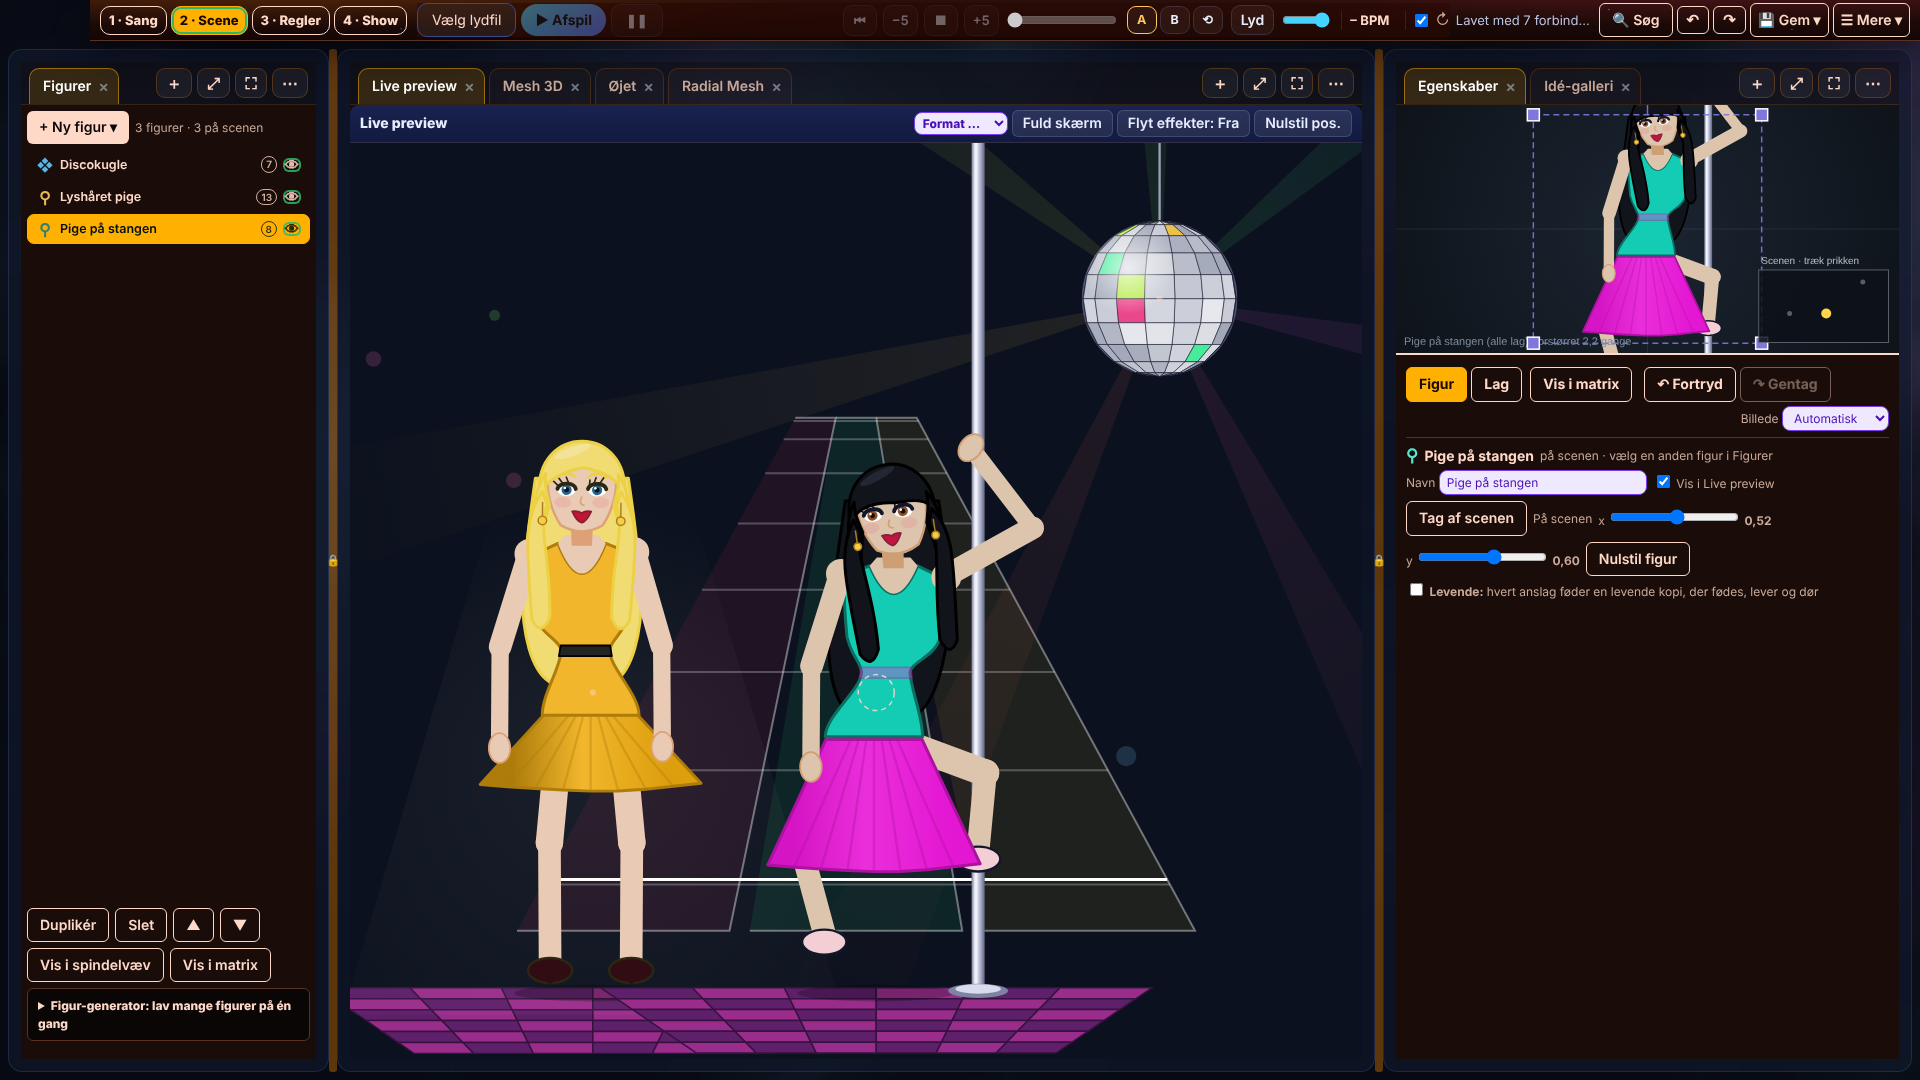 1 · Sang
2 · Scene
3 · Regler
4 · Show
Vælg lydfil
Afspil
−5
+5
A
B
Lyd
– BPM
Lavet med 7 forbind...
Søg
Gem
Mere
Figurer
Live preview
Mesh 3D
Øjet
Radial Mesh
Egenskaber
Idé-galleri
+ Ny figur
3 figurer · 3 på scenen
Discokugle
7
Lyshåret pige
13
Pige på stangen
8
Live preview
Format ...
Fuld skærm
Flyt effekter: Fra
Nulstil pos.
Scenen · træk prikken
Figur
Lag
Vis i matrix
Fortryd
Gentag
Billede
Automatisk
Pige på stangen
på scenen · vælg en anden figur i Figurer
Navn
Pige på stangen
Vis i Live preview
Tag af scenen
På scenen
x
0,52
y
0,60
Nulstil figur
Levende: hvert anslag føder en levende kopi, der fødes, lever og dør
Duplikér
Slet
Vis i spindelvæv
Vis i matrix
Figur-generator: lav mange figurer på én
gang
Pige på stangen (alle lag)